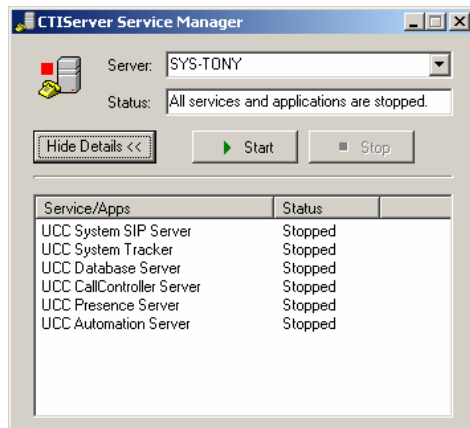 CTIServer Service Manager
Server: SYS-TONY
Status: All services and applications are stopped.
Hide Details << Start Stop
Service/Apps Status
UCC System SIP Server Stopped
UCC System Tracker Stopped
UCC Database Server Stopped
UCC CallController Server Stopped
UCC Presence Server Stopped
UCC Automation Server Stopped